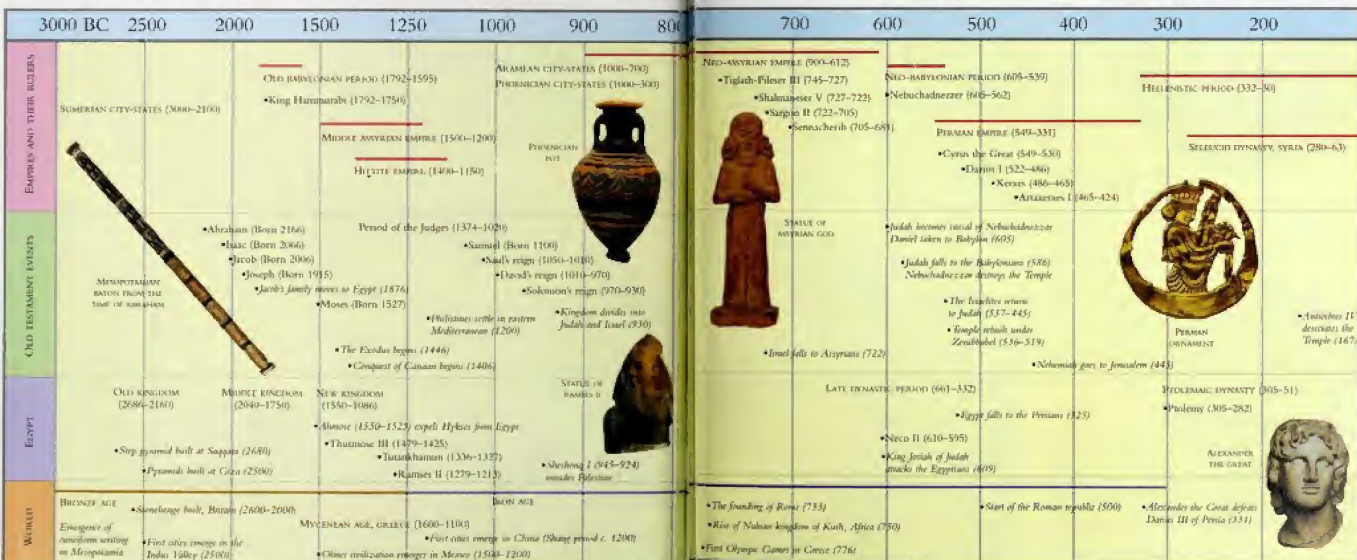 3000 BC 2500 2000 1500 1250 1000 900 800 700 600 500 400 300 200
EMPIRES AND THEIR RULERS
SUMERIAN CITY-STATES (3000–2100)
OLD BABYLONIAN PERIOD (1792–1595)
•King Hammurabi (1792–1750)
MIDDLE ASSYRIAN EMPIRE (1500–1200)
HITTITE EMPIRE (1400–1150)
ARAMEAN CITY-STATES (1000–700)
PHOENICIAN CITY-STATES (1000–300)
PHOENICIAN
POT
NEO-ASSYRIAN EMPIRE (900–612)
•Tiglath-Pileser III (745–727)
•Shalmaneser V (727–722)
•Sargon II (722–705)
•Sennacherib (705–681)
NEO-BABYLONIAN PERIOD (605–539)
•Nebuchadnezzer (605–562)
PERSIAN EMPIRE (549–331)
•Cyrus the Great (549–530)
•Darius I (522–486)
•Xerxes (486–465)
•Artaxerxes I (465–424)
HELLENISTIC PERIOD (332–30)
SELEUCID DYNASTY, SYRIA (280–63)
OLD TESTAMENT EVENTS
MESOPOTAMIAN
BATON FROM THE
TIME OF ABRAHAM
•Abraham (Born 2166)
•Isaac (Born 2066)
•Jacob (Born 2006)
•Joseph (Born 1915)
•Jacob's family moves to Egypt (1876)
•Moses (Born 1527)
•The Exodus begins (1446)
•Conquest of Canaan begins (1406)
Period of the Judges (1374–1020)
•Samuel (Born 1100)
•Saul's reign (1050–1010)
•David's reign (1010–970)
•Solomon's reign (970–930)
•Philistines settle in eastern
Mediterranean (1200)
•Kingdom divides into
Judah and Israel (930)
STATUE OF
ASSYRIAN GOD
•Israel falls to Assyrians (722)
•Judah becomes vassal of Nebuchadnezzar
Daniel taken to Babylon (605)
•Judah falls to the Babylonians (586)
Nebuchadnezzar destroys the Temple
•The Israelites return
to Judah (537–445)
•Temple rebuilt under
Zerubbabel (536–519)
•Nehemiah goes to Jerusalem (445)
PERSIAN
ORNAMENT
•Antiochus IV
desecrates the
Temple (167)
EGYPT
OLD KINGDOM
(2686–2160)
MIDDLE KINGDOM
(2040–1750)
NEW KINGDOM
(1550–1086)
•Step pyramid built at Saqqara (2680)
•Pyramids built at Giza (2500)
•Ahmose (1550–1525) expels Hyksos from Egypt
•Thutmose III (1479–1425)
•Tutankhamun (1336–1327)
•Ramses II (1279–1213)
STATUE OF
RAMSES II
•Sheshonq I (945–924)
invades Palestine
LATE DYNASTIC PERIOD (661–332)
•Egypt falls to the Persians (525)
•Neco II (610–595)
•King Josiah of Judah
attacks the Egyptians (609)
PTOLEMAIC DYNASTY (305–51)
•Ptolemy (305–282)
ALEXANDER
THE GREAT
WORLD
BRONZE AGE
IRON AGE
Emergence of
cuneiform writing
in Mesopotamia
•Stonehenge built, Britain (2800–2000)
•First cities emerge in the
Indus Valley (2500)
MYCENEAN AGE, GREECE (1600–1100)
•Olmec civilization emerges in Mexico (1500–1200)
•First cities emerge in China (Shang period c. 1200)
•The founding of Rome (753)
•Rise of Nubian kingdom of Kush, Africa (750)
•First Olympic Games in Greece (776)
•Start of the Roman republic (500)
•Alexander the Great defeats
Darius III of Persia (331)